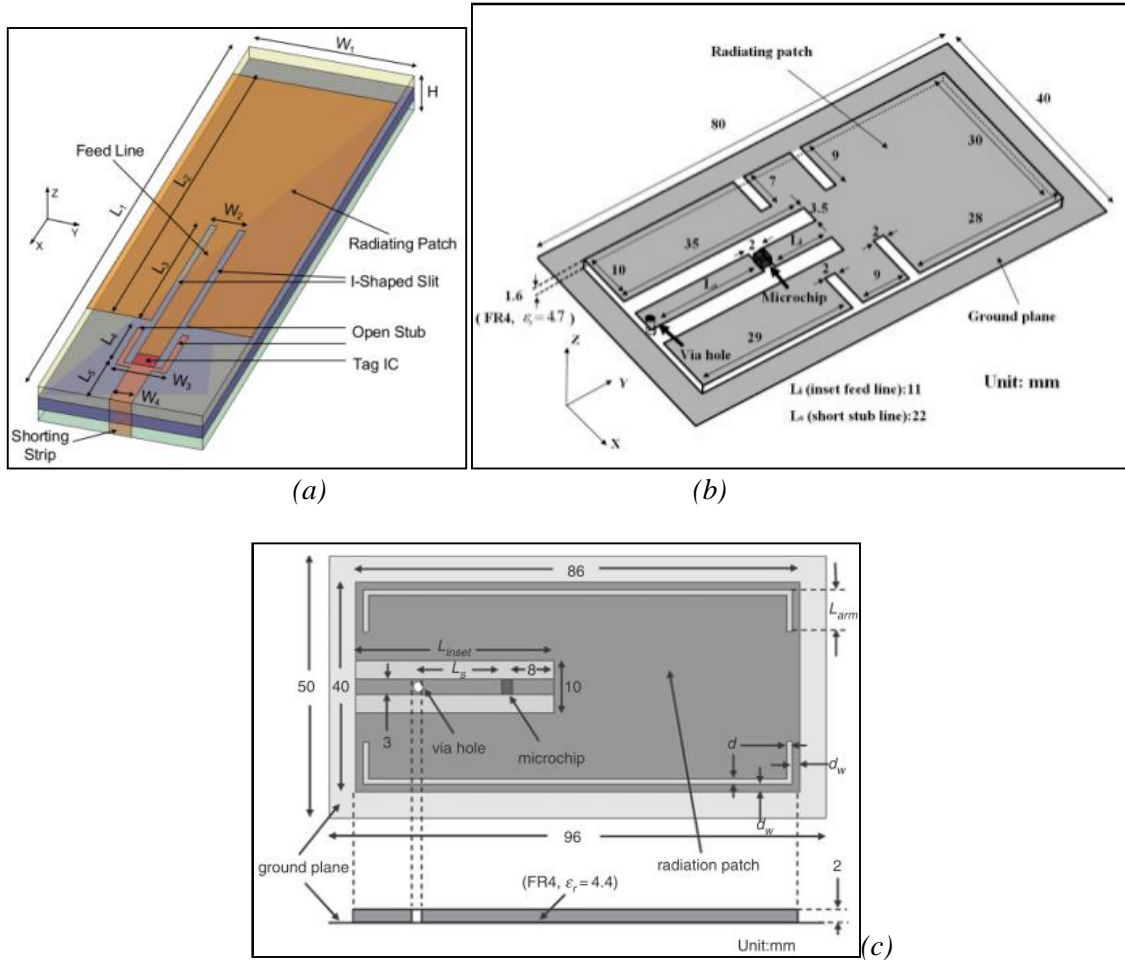 W1
H
Feed Line
L1
L2
Z
Y
X
W2
Radiating Patch
L3
I-Shaped Slit
Open Stub
L4
Tag IC
L5
W3
W4
Shorting
Strip
(a)
Radiating patch
40
80
9
30
7
3.5
35
2
Li
28
10
2
Ls
2
9
Microchip
1.6
( FR4, εr = 4.7 )
Ground plane
29
Via hole
Z
Y
X
Unit: mm
Li (inset feed line):11
Ls (short stub line):22
(b)
86
Larm
Linset
Ls
8
50
40
10
3
via hole
microchip
d
dw
dw
96
ground plane
radiation patch
2
(FR4, εr = 4.4)
Unit:mm
(c)